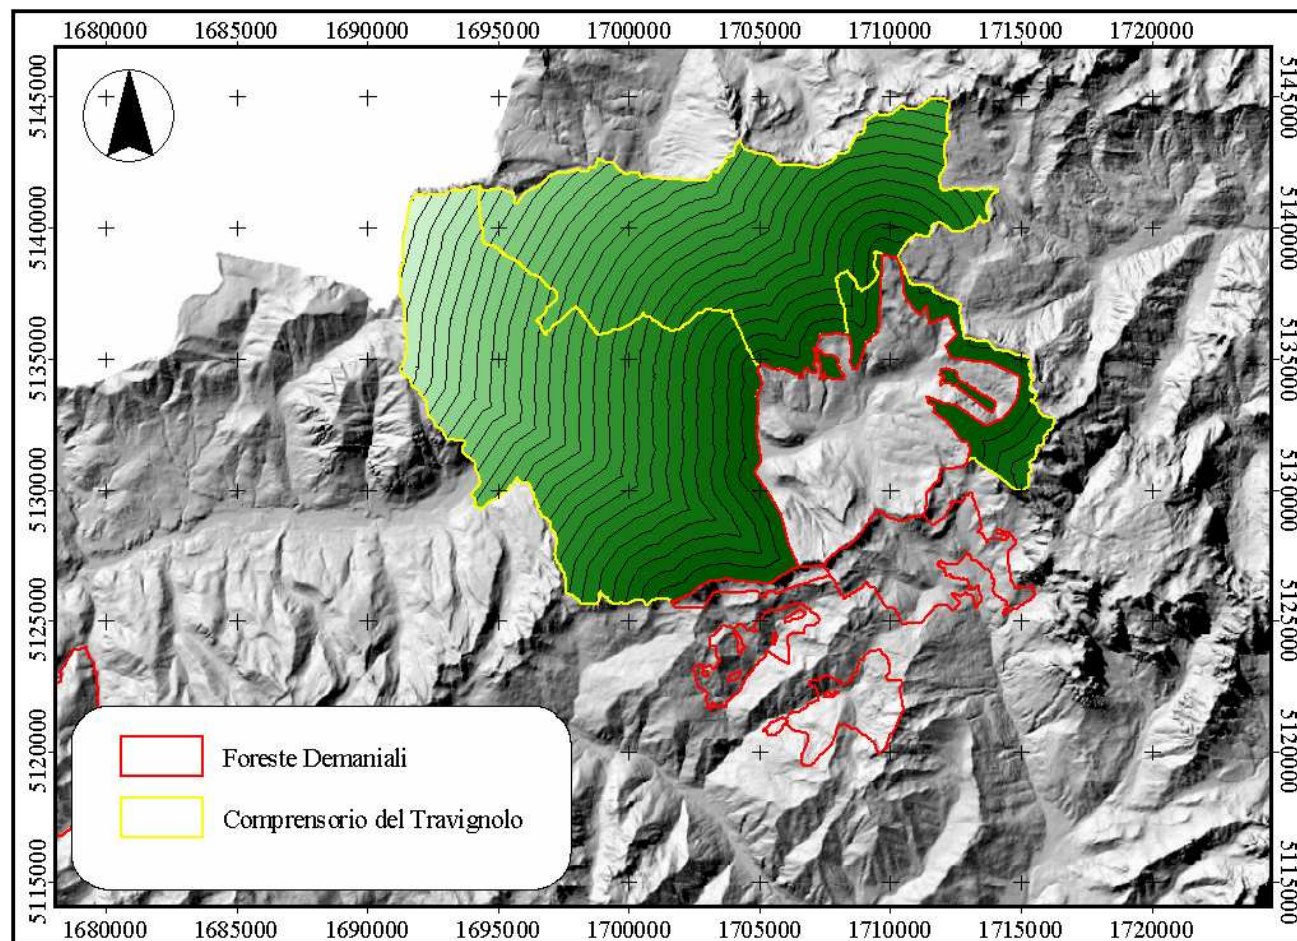 1680000 1685000 1690000 1695000 1700000 1705000 1710000 1715000 1720000
5145000 5145000
5140000 5140000
5135000 5135000
5130000 5130000
5125000 5125000
5120000 5120000
5115000 5115000
Foreste Demaniali
Comprensorio del Travignolo
1680000 1685000 1690000 1695000 1700000 1705000 1710000 1715000 1720000